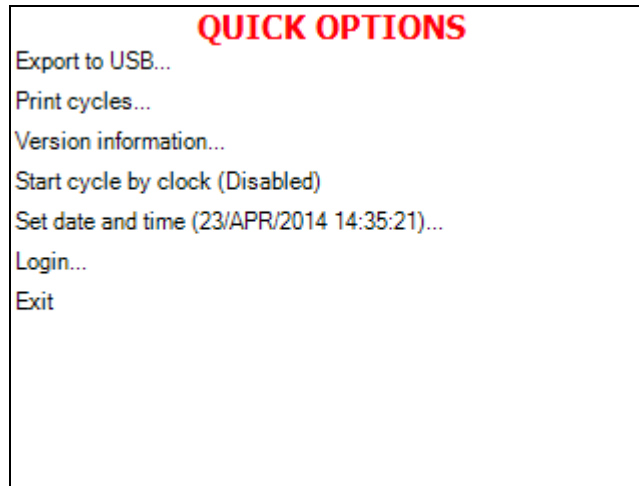 QUICK OPTIONS
Export to USB...
Print cycles...
Version information...
Start cycle by clock (Disabled)
Set date and time (23/APR/2014 14:35:21)...
Login...
Exit